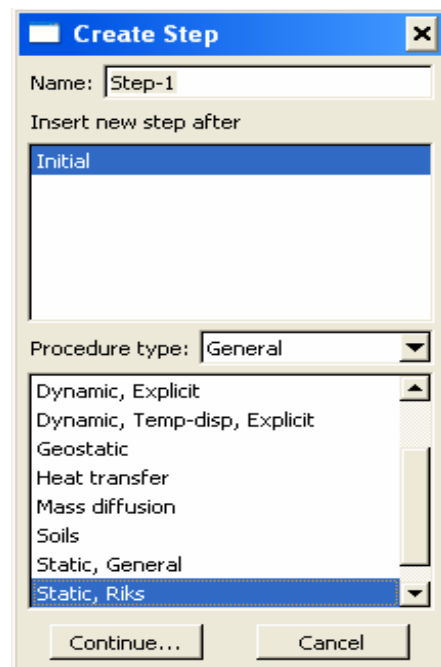 Create Step
Name: Step-1
Insert new step after
Initial
Procedure type: General
Dynamic, Explicit
Dynamic, Temp-disp, Explicit
Geostatic
Heat transfer
Mass diffusion
Soils
Static, General
Static, Riks
Continue... Cancel